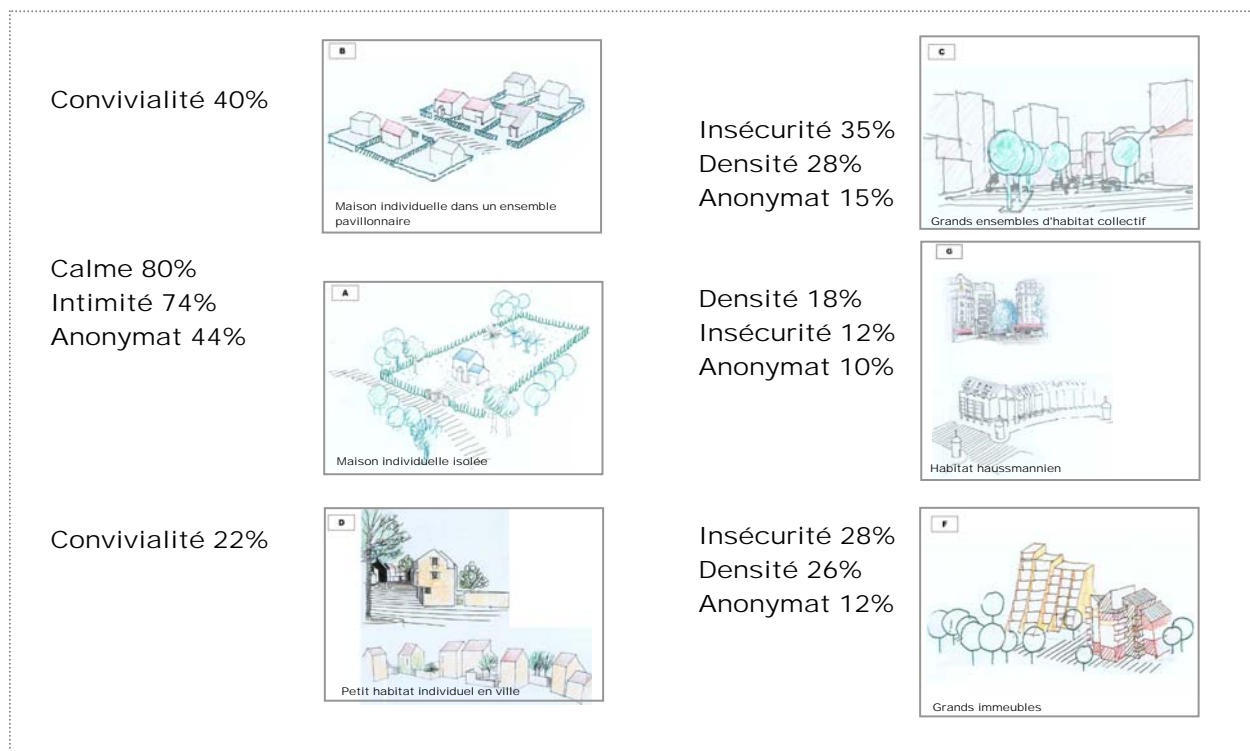 Convivialité 40%
B
Maison individuelle dans un ensemble
pavillonnaire
Calme 80%
Intimité 74%
Anonymat 44%
A
Maison individuelle isolée
Convivialité 22%
D
Petit habitat individuel en ville
Insécurité 35%
Densité 28%
Anonymat 15%
C
Grands ensembles d'habitat collectif
Densité 18%
Insécurité 12%
Anonymat 10%
G
Habitat haussmannien
Insécurité 28%
Densité 26%
Anonymat 12%
F
Grands immeubles